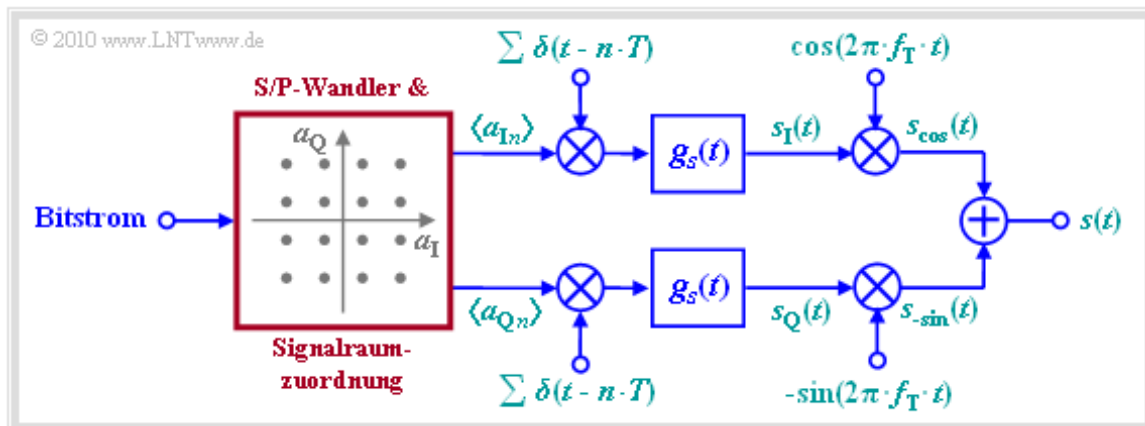 © 2010 www.LNTwww.de
∑ δ(t - n · T)
cos(2π · f_T · t)
S/P-Wandler &
a_Q
⟨a_In⟩
g_s(t)
s_I(t)
s_cos(t)
Bitstrom
a_I
s(t)
⟨a_Qn⟩
g_s(t)
s_Q(t)
s_-sin(t)
Signalraum-
zuordnung
∑ δ(t - n · T)
-sin(2π · f_T · t)